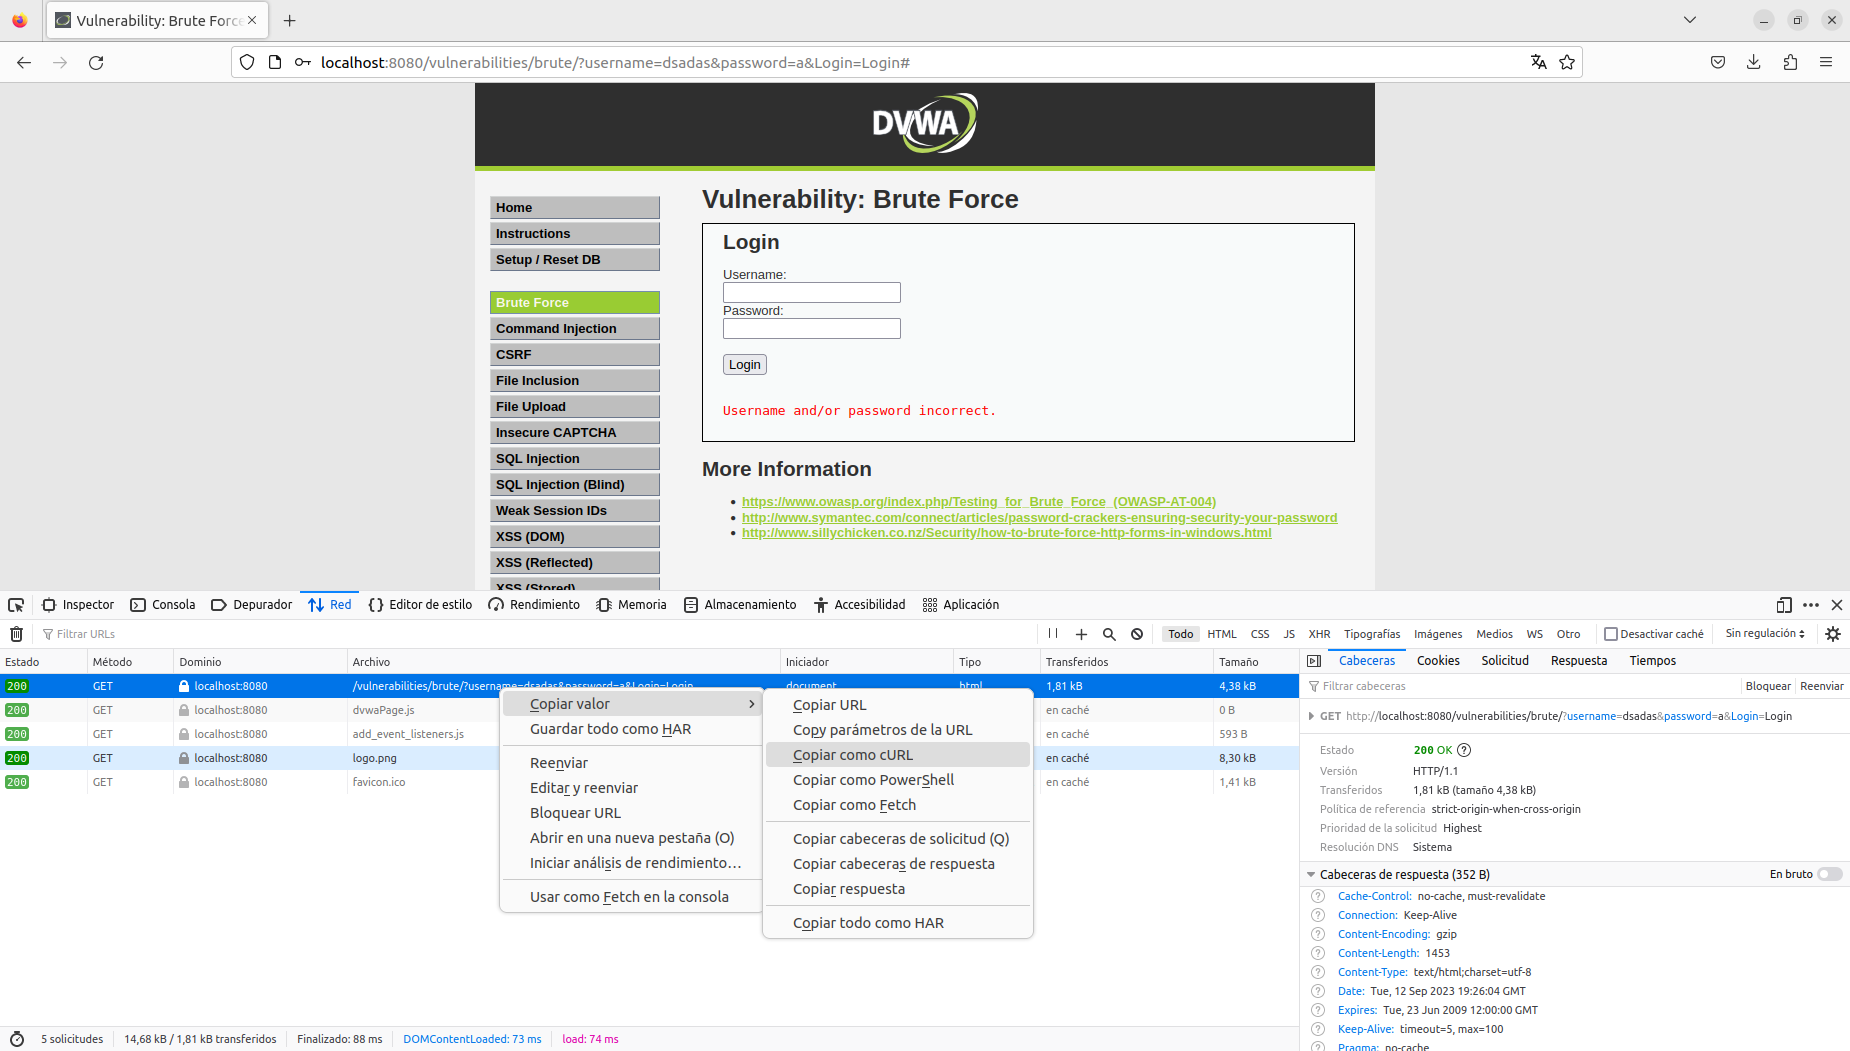 Vulnerability: Brute Force
localhost:8080/vulnerabilities/brute/?username=dsadas&password=a&Login=Login#
DVWA
Home
Instructions
Setup / Reset DB
Brute Force
Command Injection
CSRF
File Inclusion
File Upload
Insecure CAPTCHA
SQL Injection
SQL Injection (Blind)
Weak Session IDs
XSS (DOM)
XSS (Reflected)
XSS (Stored)
Vulnerability: Brute Force
Login
Username:
Password:
Login
Username and/or password incorrect.
More Information
https://www.owasp.org/index.php/Testing_for_Brute_Force_(OWASP-AT-004)
http://www.symantec.com/connect/articles/password-crackers-ensuring-security-your-password
http://www.sillychicken.co.nz/Security/how-to-brute-force-http-forms-in-windows.html
Inspector Consola Depurador Red Editor de estilo Rendimiento Memoria Almacenamiento Accesibilidad Aplicación
Filtrar URLs Todo HTML CSS JS XHR Tipografías Imágenes Medios WS Otro Desactivar caché Sin regulación
Estado Método Dominio Archivo Iniciador Tipo Transferidos Tamaño
200 GET localhost:8080 /vulnerabilities/brute/?username=dsadas&password=a&Login=Login document html 1,81 kB 4,38 kB
200 GET localhost:8080 dvwaPage.js en caché 0 B
200 GET localhost:8080 add_event_listeners.js en caché 593 B
200 GET localhost:8080 logo.png en caché 8,30 kB
200 GET localhost:8080 favicon.ico en caché 1,41 kB
Copiar valor
Guardar todo como HAR
Reenviar
Editar y reenviar
Bloquear URL
Abrir en una nueva pestaña (O)
Iniciar análisis de rendimiento…
Usar como Fetch en la consola
Copiar URL
Copy parámetros de la URL
Copiar como cURL
Copiar como PowerShell
Copiar como Fetch
Copiar cabeceras de solicitud (Q)
Copiar cabeceras de respuesta
Copiar respuesta
Copiar todo como HAR
Cabeceras Cookies Solicitud Respuesta Tiempos
Filtrar cabeceras Bloquear Reenviar
GET http://localhost:8080/vulnerabilities/brute/?username=dsadas&password=a&Login=Login
Estado 200 OK
Versión HTTP/1.1
Transferidos 1,81 kB (tamaño 4,38 kB)
Política de referencia strict-origin-when-cross-origin
Prioridad de la solicitud Highest
Resolución DNS Sistema
Cabeceras de respuesta (352 B) En bruto
Cache-Control: no-cache, must-revalidate
Connection: Keep-Alive
Content-Encoding: gzip
Content-Length: 1453
Content-Type: text/html;charset=utf-8
Date: Tue, 12 Sep 2023 19:26:04 GMT
Expires: Tue, 23 Jun 2009 12:00:00 GMT
Keep-Alive: timeout=5, max=100
Pragma: no-cache
5 solicitudes 14,68 kB / 1,81 kB transferidos Finalizado: 88 ms DOMContentLoaded: 73 ms load: 74 ms